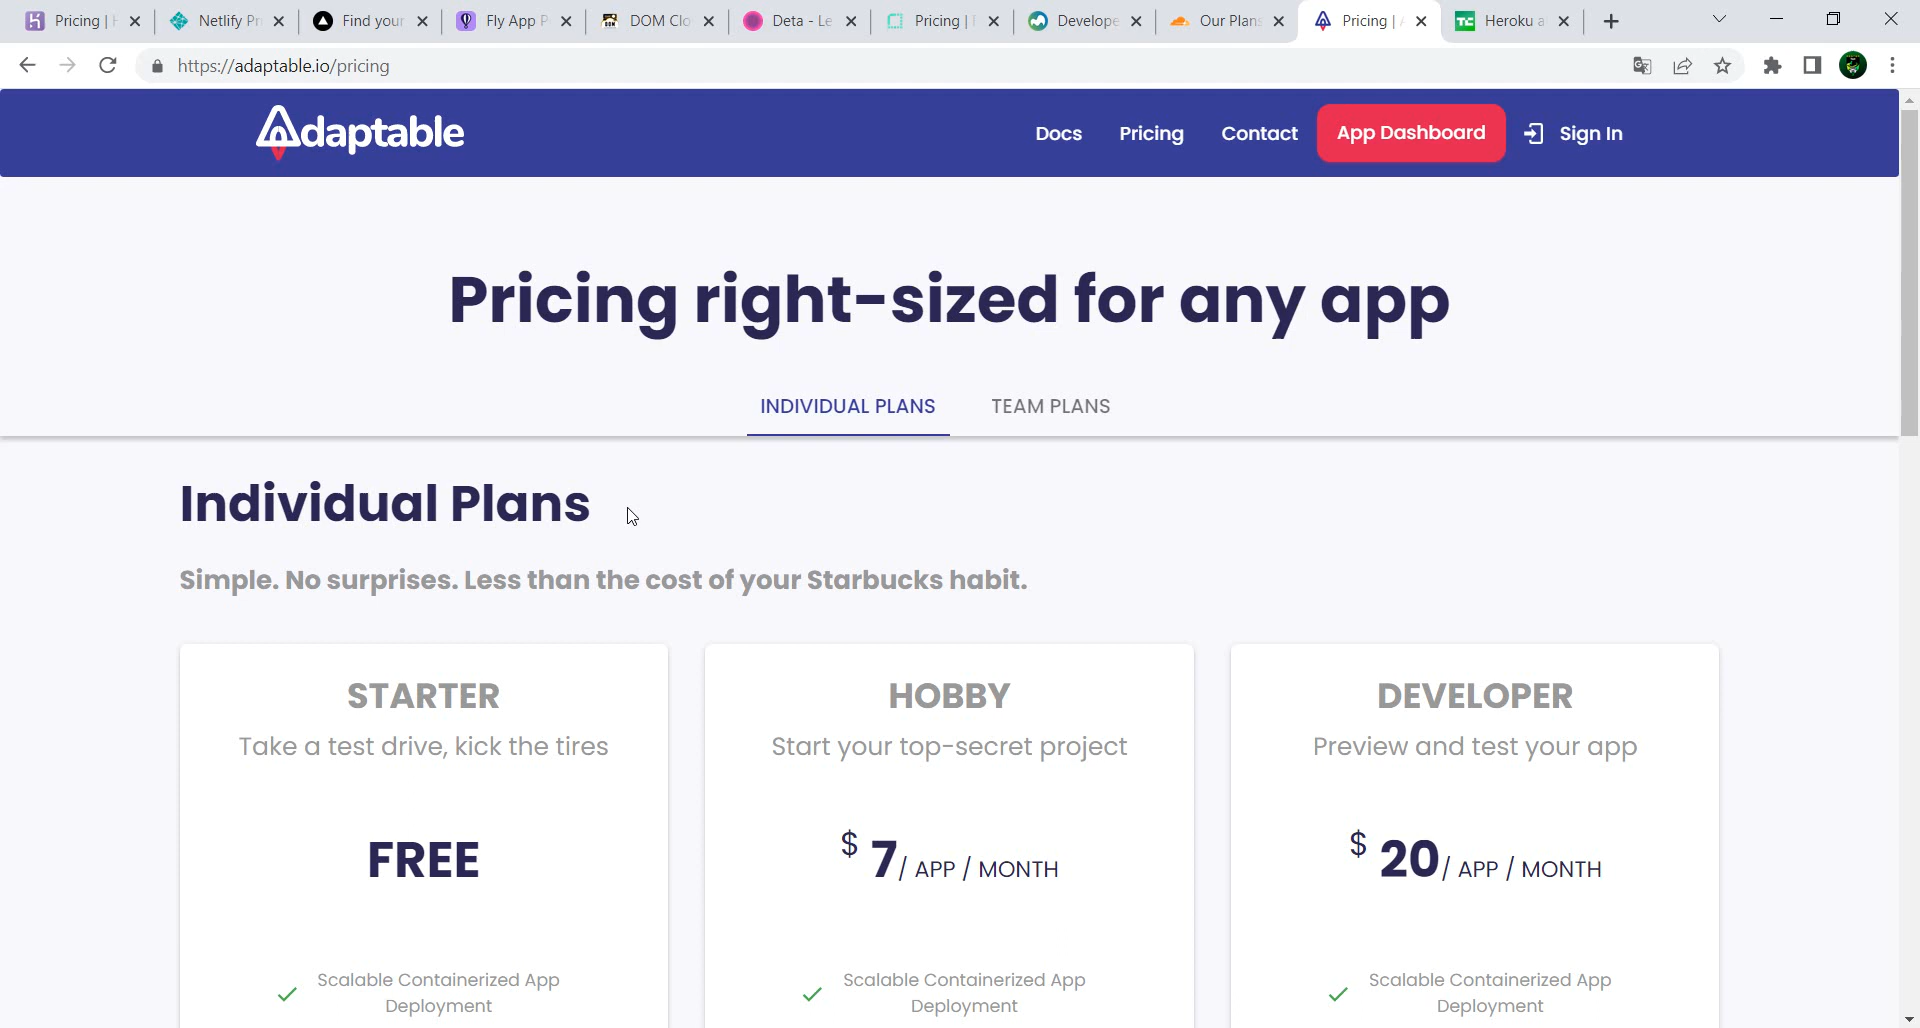 Pricing | H
Netlify Pr
Find your
Fly App P
DOM Clo
Deta - Le
Pricing |
Develope
Our Plans
Pricing | A
Heroku a
https://adaptable.io/pricing
Adaptable
Docs
Pricing
Contact
App Dashboard
Sign In
Pricing right-sized for any app
INDIVIDUAL PLANS
TEAM PLANS
Individual Plans
Simple. No surprises. Less than the cost of your Starbucks habit.
STARTER
Take a test drive, kick the tires
FREE
Scalable Containerized App
Deployment
HOBBY
Start your top-secret project
$ 7/ APP / MONTH
Scalable Containerized App
Deployment
DEVELOPER
Preview and test your app
$ 20/ APP / MONTH
Scalable Containerized App
Deployment